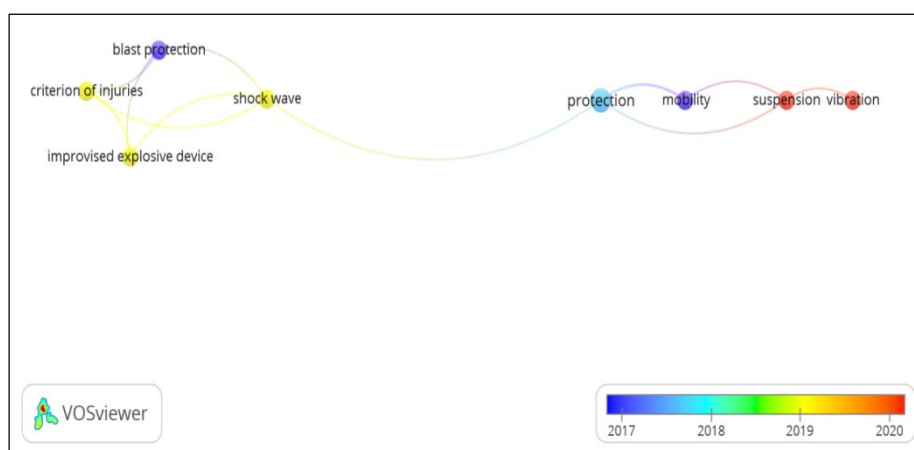 blast protection
criterion of injuries
shock wave
improvised explosive device
protection
mobility
suspension
vibration
VOSviewer
2017 2018 2019 2020